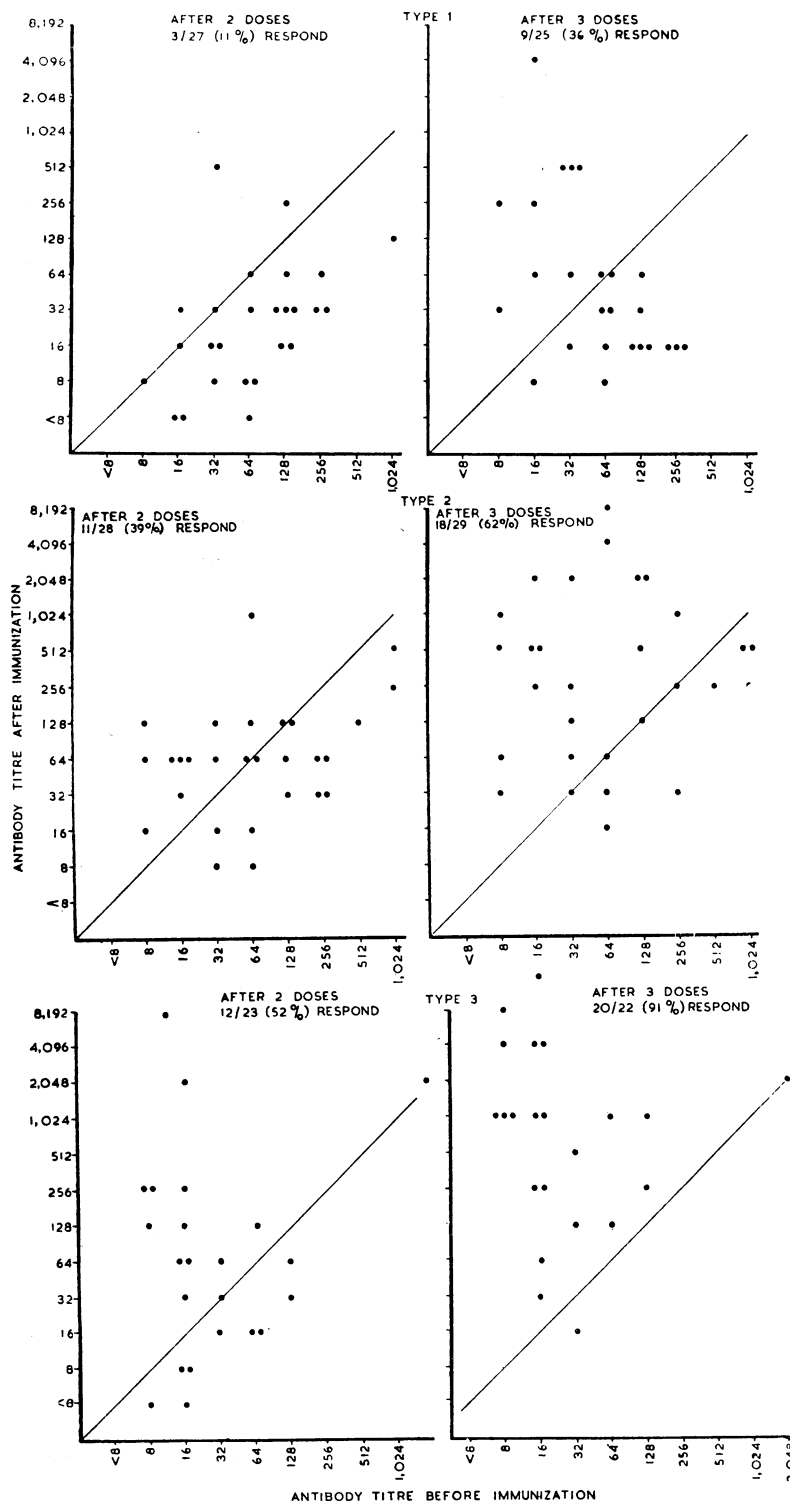 TYPE 1
AFTER 2 DOSES
3/27 (11%) RESPOND
AFTER 3 DOSES
9/25 (36%) RESPOND
8,192
4,096
2,048
1,024
512
256
128
64
32
16
8
<8
<8 8 16 32 64 128 256 512 1,024
<8 8 16 32 64 128 256 512 1,024
TYPE 2
AFTER 2 DOSES
11/28 (39%) RESPOND
AFTER 3 DOSES
18/29 (62%) RESPOND
8,192
4,096
2,048
1,024
512
256
128
64
32
16
8
<8
ANTIBODY TITRE AFTER IMMUNIZATION
<8 8 16 32 64 128 256 512 1,024
<8 8 16 32 64 128 256 512 1,024
TYPE 3
AFTER 2 DOSES
12/23 (52%) RESPOND
AFTER 3 DOSES
20/22 (91%) RESPOND
8,192
4,096
2,048
1,024
512
256
128
64
32
16
8
<8
<8 8 16 32 64 128 256 512 1,024
8 16 32 64 128 256 512 1,024 2,048
ANTIBODY TITRE BEFORE IMMUNIZATION